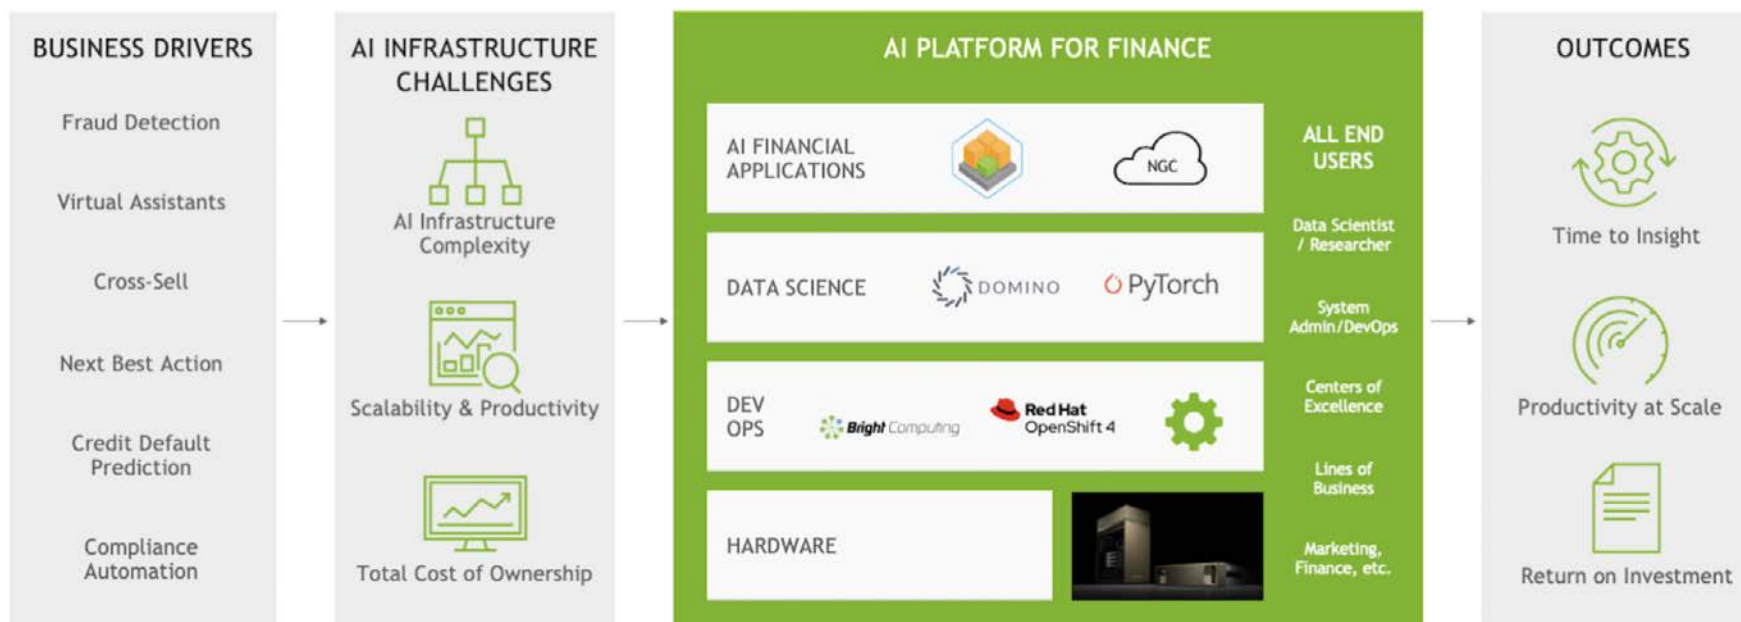 BUSINESS DRIVERS
Fraud Detection
Virtual Assistants
Cross-Sell
Next Best Action
Credit Default
Prediction
Compliance
Automation
AI INFRASTRUCTURE
CHALLENGES
AI Infrastructure
Complexity
Scalability & Productivity
Total Cost of Ownership
AI PLATFORM FOR FINANCE
AI FINANCIAL
APPLICATIONS
NGC
DATA SCIENCE
DOMINO
PyTorch
DEV
OPS
Bright Computing
Red Hat
OpenShift 4
HARDWARE
ALL END
USERS
Data Scientist
/ Researcher
System
Admin/DevOps
Centers of
Excellence
Lines of
Business
Marketing,
Finance, etc.
OUTCOMES
Time to Insight
Productivity at Scale
Return on Investment